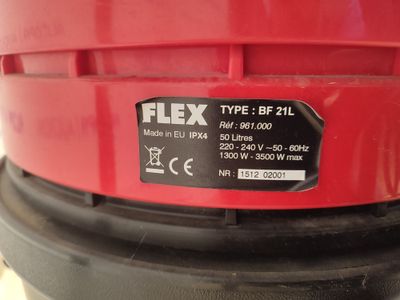 FLEX
Made in EU IPX4
CE
TYPE : BF 21L
Réf : 961.000
50 Litres
220 - 240 V ~50 - 60Hz
1300 W - 3500 W max
NR : 1512 02001